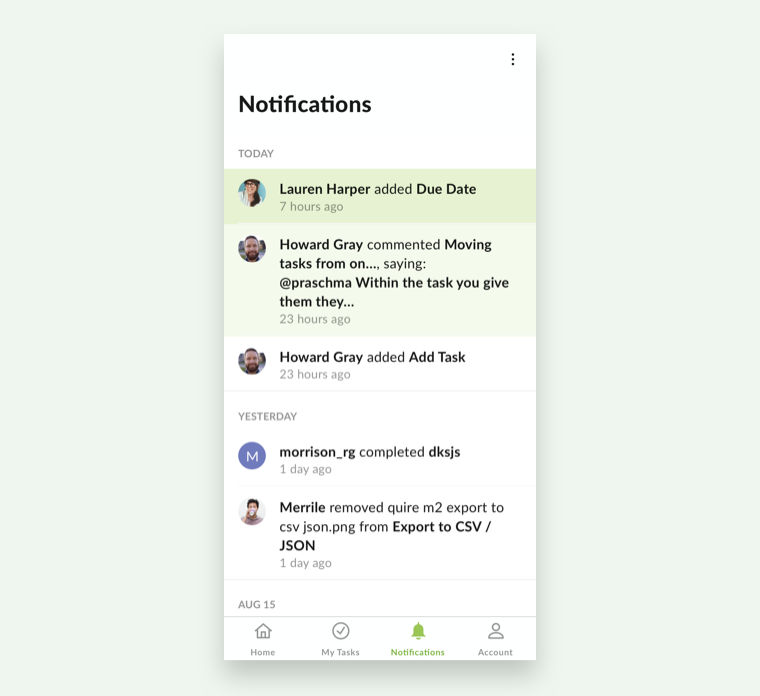 Notifications
TODAY
Lauren Harper added Due Date
7 hours ago
Howard Gray commented Moving
tasks from on..., saying:
@praschma Within the task you give
them they...
23 hours ago
Howard Gray added Add Task
23 hours ago
YESTERDAY
M
morrison_rg completed dksjs
1 day ago
Merrile removed quire m2 export to
csv json.png from Export to CSV /
JSON
1 day ago
AUG 15
Home My Tasks Notifications Account